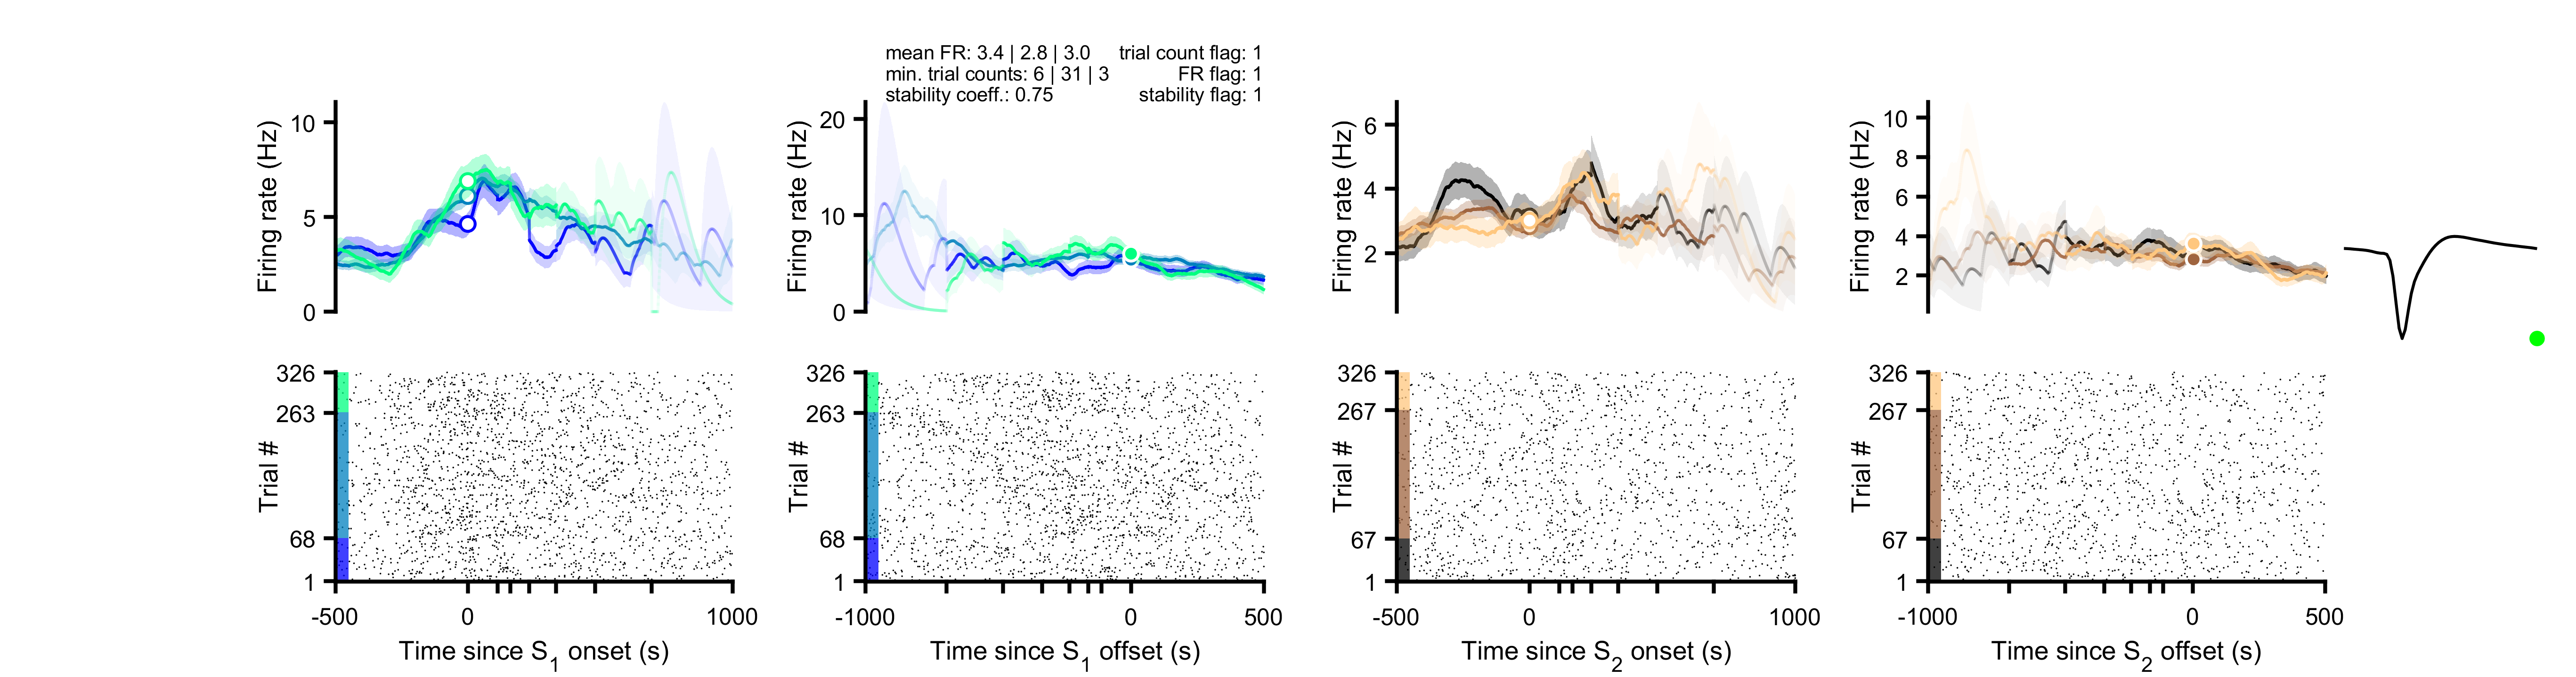 mean FR: 3.4 | 2.8 | 3.0 trial count flag: 1
min. trial counts: 6 | 31 | 3 FR flag: 1
stability coeff.: 0.75 stability flag: 1
Firing rate (Hz)
10
5
0
Firing rate (Hz)
20
10
0
Firing rate (Hz)
6
4
2
Firing rate (Hz)
10
8
6
4
2
Trial #
326
263
68
1
-500 0 1000
Time since S1 onset (s)
Trial #
326
263
68
1
-1000 0 500
Time since S1 offset (s)
Trial #
326
267
67
1
-500 0 1000
Time since S2 onset (s)
Trial #
326
267
67
1
-1000 0 500
Time since S2 offset (s)